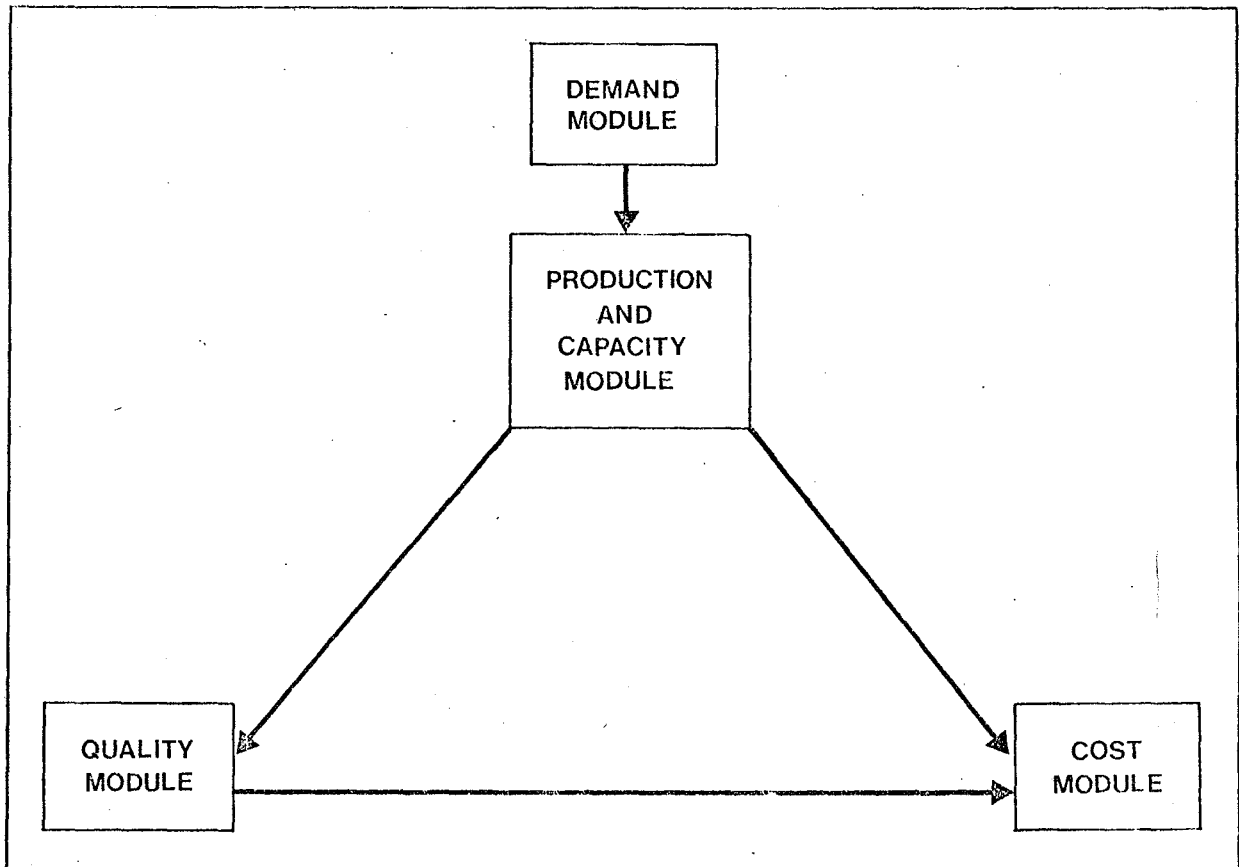 DEMAND
MODULE
PRODUCTION
AND
CAPACITY
MODULE
QUALITY
MODULE
COST
MODULE